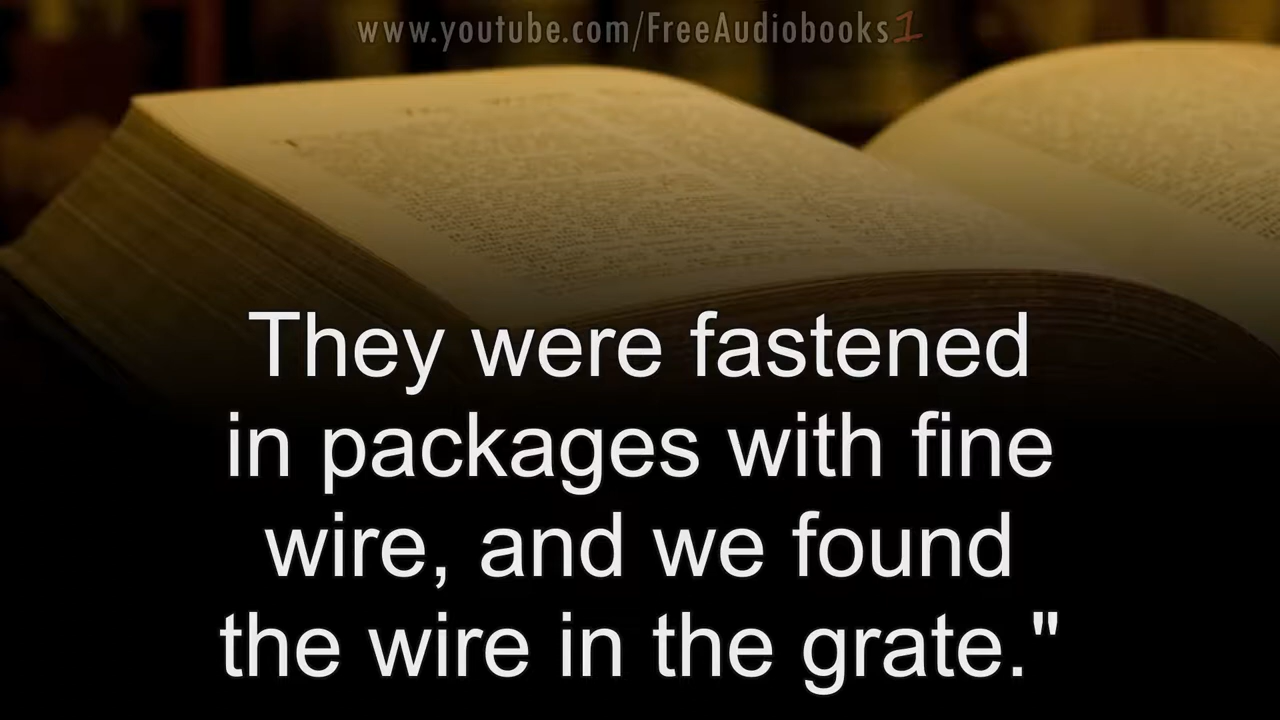 www.youtube.com/FreeAudiobooks1
They were fastened
in packages with fine
wire, and we found
the wire in the grate."